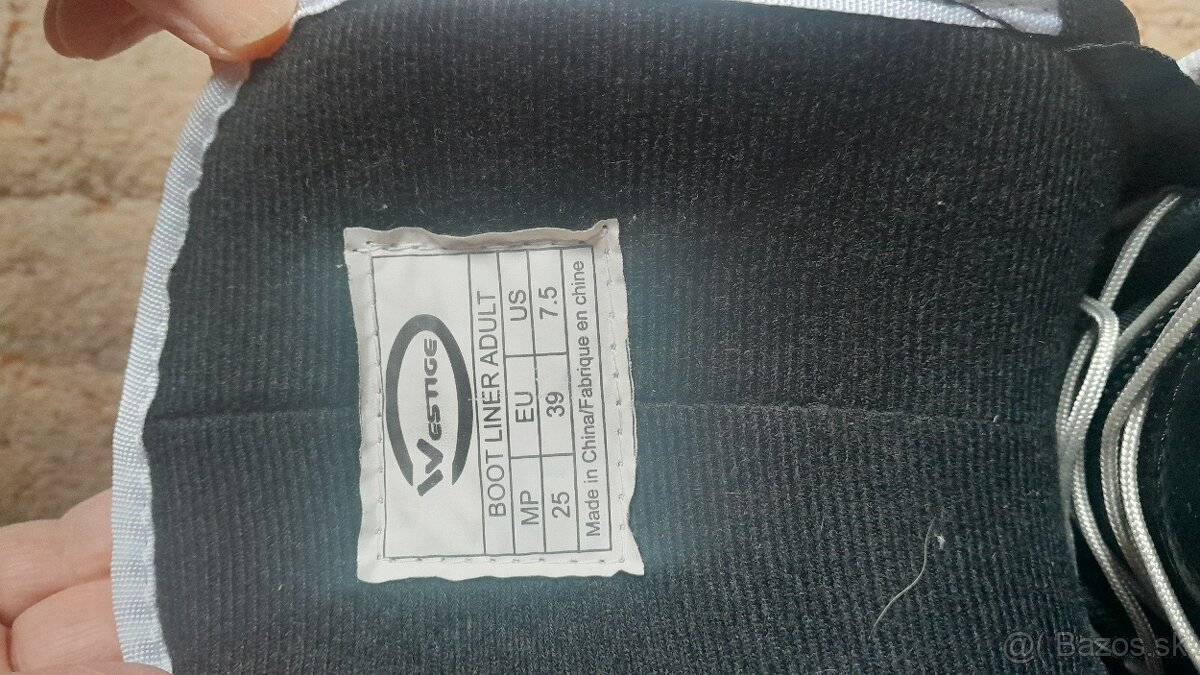 WESTIGE
BOOT LINER ADULT
MP EU US
25 39 7.5
Made in China/Fabrique en chine
@ Bazos.sk